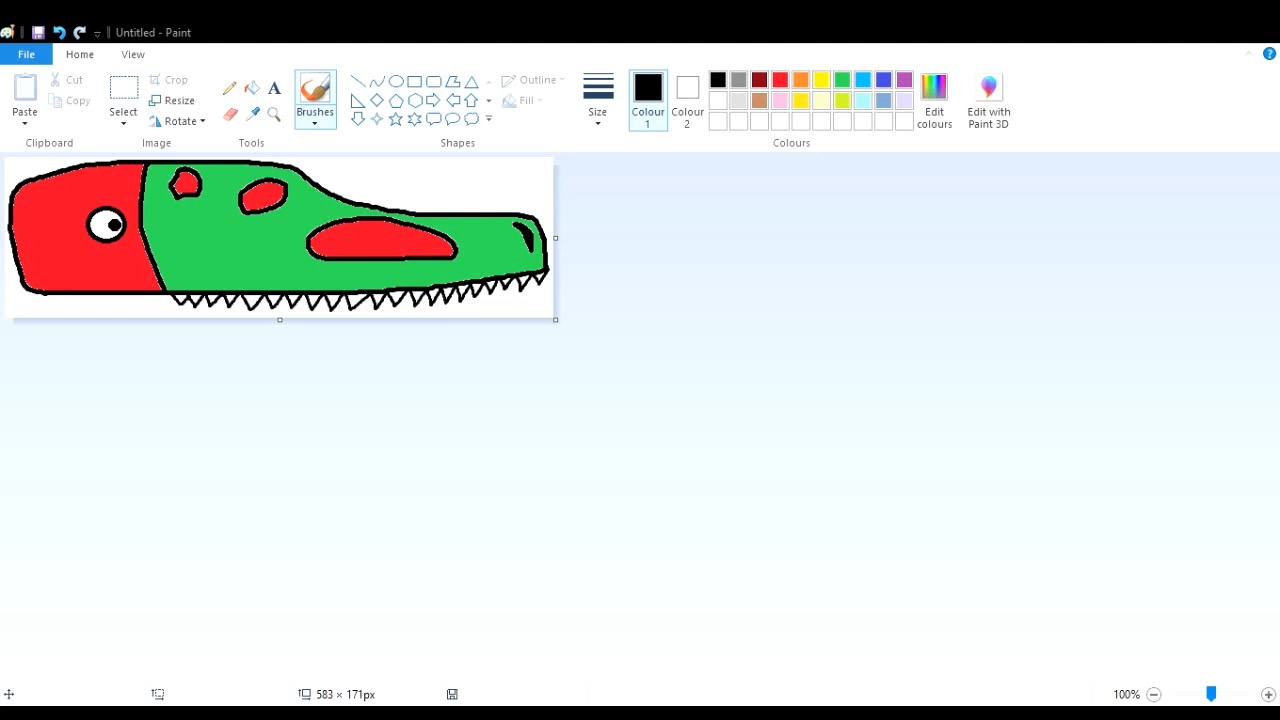 Untitled - Paint
File Home View
Paste
Cut
Copy
Clipboard
Select
Crop
Resize
Rotate
Image
Tools
Brushes
Outline
Fill
Shapes
Size
Colour 1
Colour 2
Edit colours
Edit with Paint 3D
Colours
583 × 171px
100%